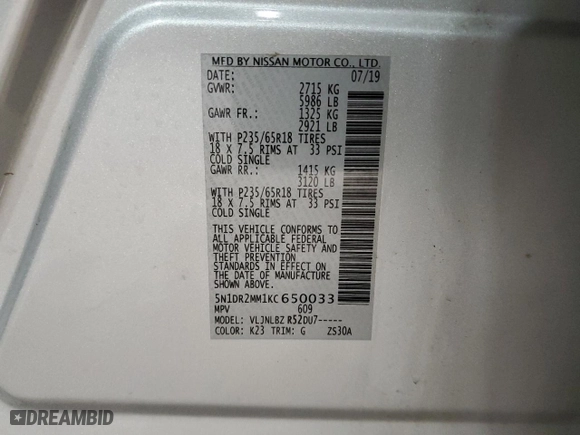 MFD BY NISSAN MOTOR CO., LTD.
DATE: 07/19
GVWR: 2715 KG
5986 LB
GAWR FR.: 1325 KG
2921 LB
WITH P235/65R18 TIRES
18 X 7.5 RIMS AT 33 PSI
COLD SINGLE
GAWR RR.: 1415 KG
3120 LB
WITH P235/65R18 TIRES
18 X 7.5 RIMS AT 33 PSI
COLD SINGLE
THIS VEHICLE CONFORMS TO
ALL APPLICABLE FEDERAL
MOTOR VEHICLE SAFETY AND
THEFT PREVENTION
STANDARDS IN EFFECT ON
THE DATE OF MANUFACTURE
SHOWN ABOVE.
5N1DR2MM1KC650033
MPV 609
MODEL: VLJNLBZ R52DU7-----
COLOR: K23 TRIM: G ZS30A
DREAMBID